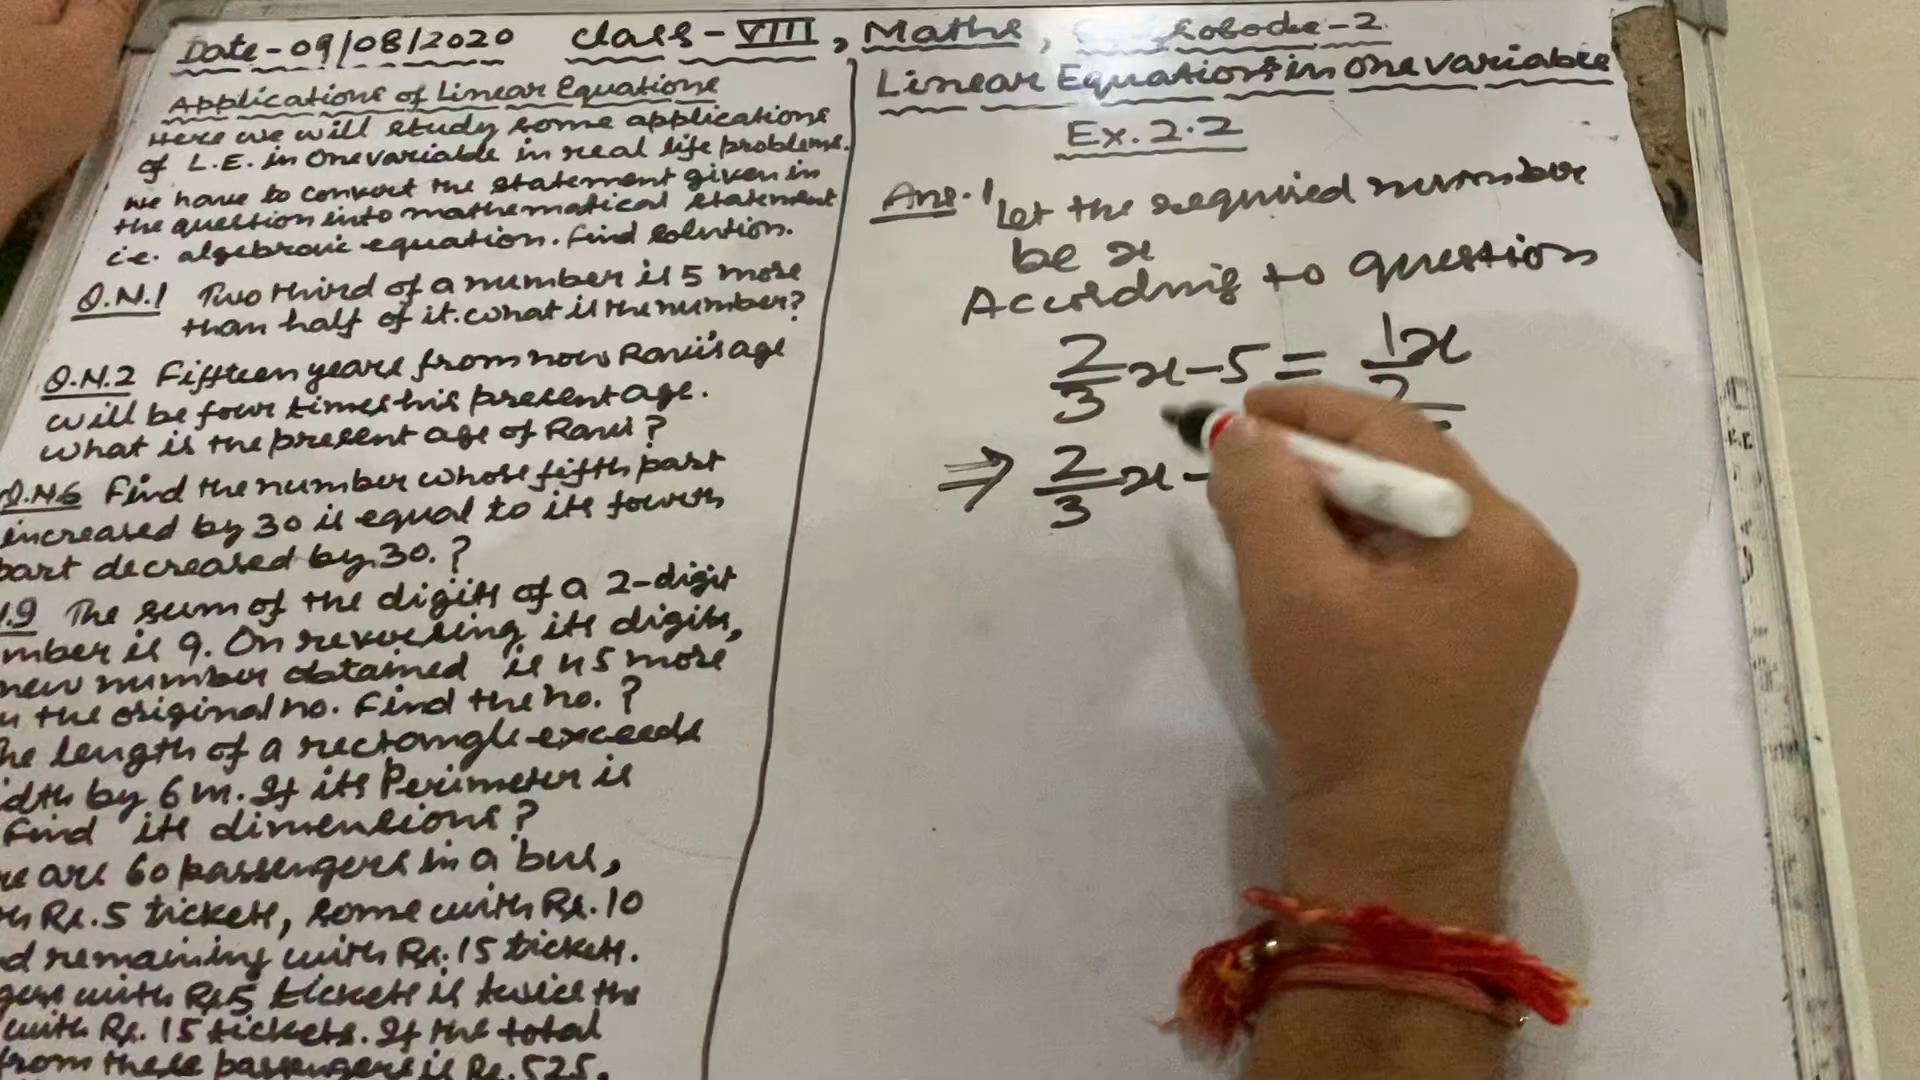 Date-09/08/2020 class-VIII, Maths,
Applications of Linear Equations
Here we will study some applications
of L.E. in One variable in real life problems.
we have to convert the statement given in
the question into mathematical statement
i.e. algebraic equation. Find solution.
Q.N.1 Two third of a number is 5 more
than half of it. what is the number?
Q.N.2 Fifteen years from now Ravi's age
will be four times his present age.
What is the present age of Ravi?
Q.N.6 Find the number whose fifth part
increased by 30 is equal to its fourth
part decreased by 30.?
.9 The sum of the digits of a 2-digit
mber is 9. On reversing its digits,
new number obtained is 45 more
n the original no. Find the no.?
he length of a rectangle exceeds
idth by 6m. If its Perimeter is
Find its dimensions?
re are 60 passengers in a bus,
th Rs.5 tickets, some with Rs.10
d remaining with Rs.15 tickets.
gers with Rs5 tickets is twice the
with Rs.15 tickets. If the total
from these passengers is Rs.525.
Linear Equations in One variable
Ex. 2.2
Ans.1 Let the required number
be x
According to question
2/3 x - 5 = 1x/2
⇒ 2/3 x -